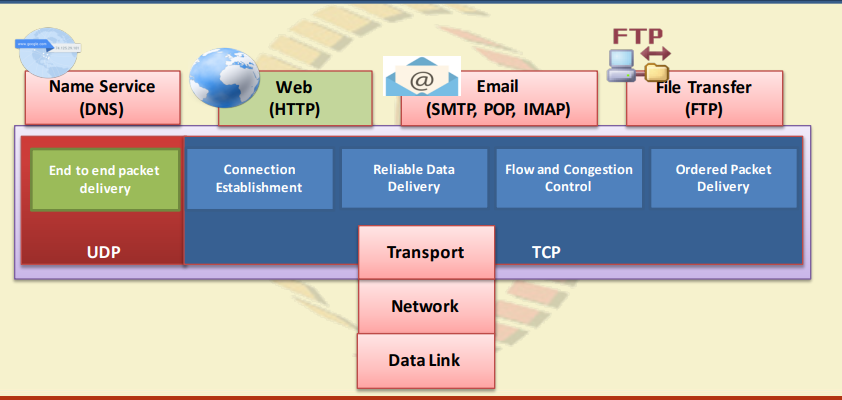 FTP
Name Service
(DNS)
Web
(HTTP)
Email
(SMTP, POP, IMAP)
File Transfer
(FTP)
End to end packet
delivery
Connection
Establishment
Reliable Data
Delivery
Flow and Congestion
Control
Ordered Packet
Delivery
UDP
Transport
TCP
Network
Data Link